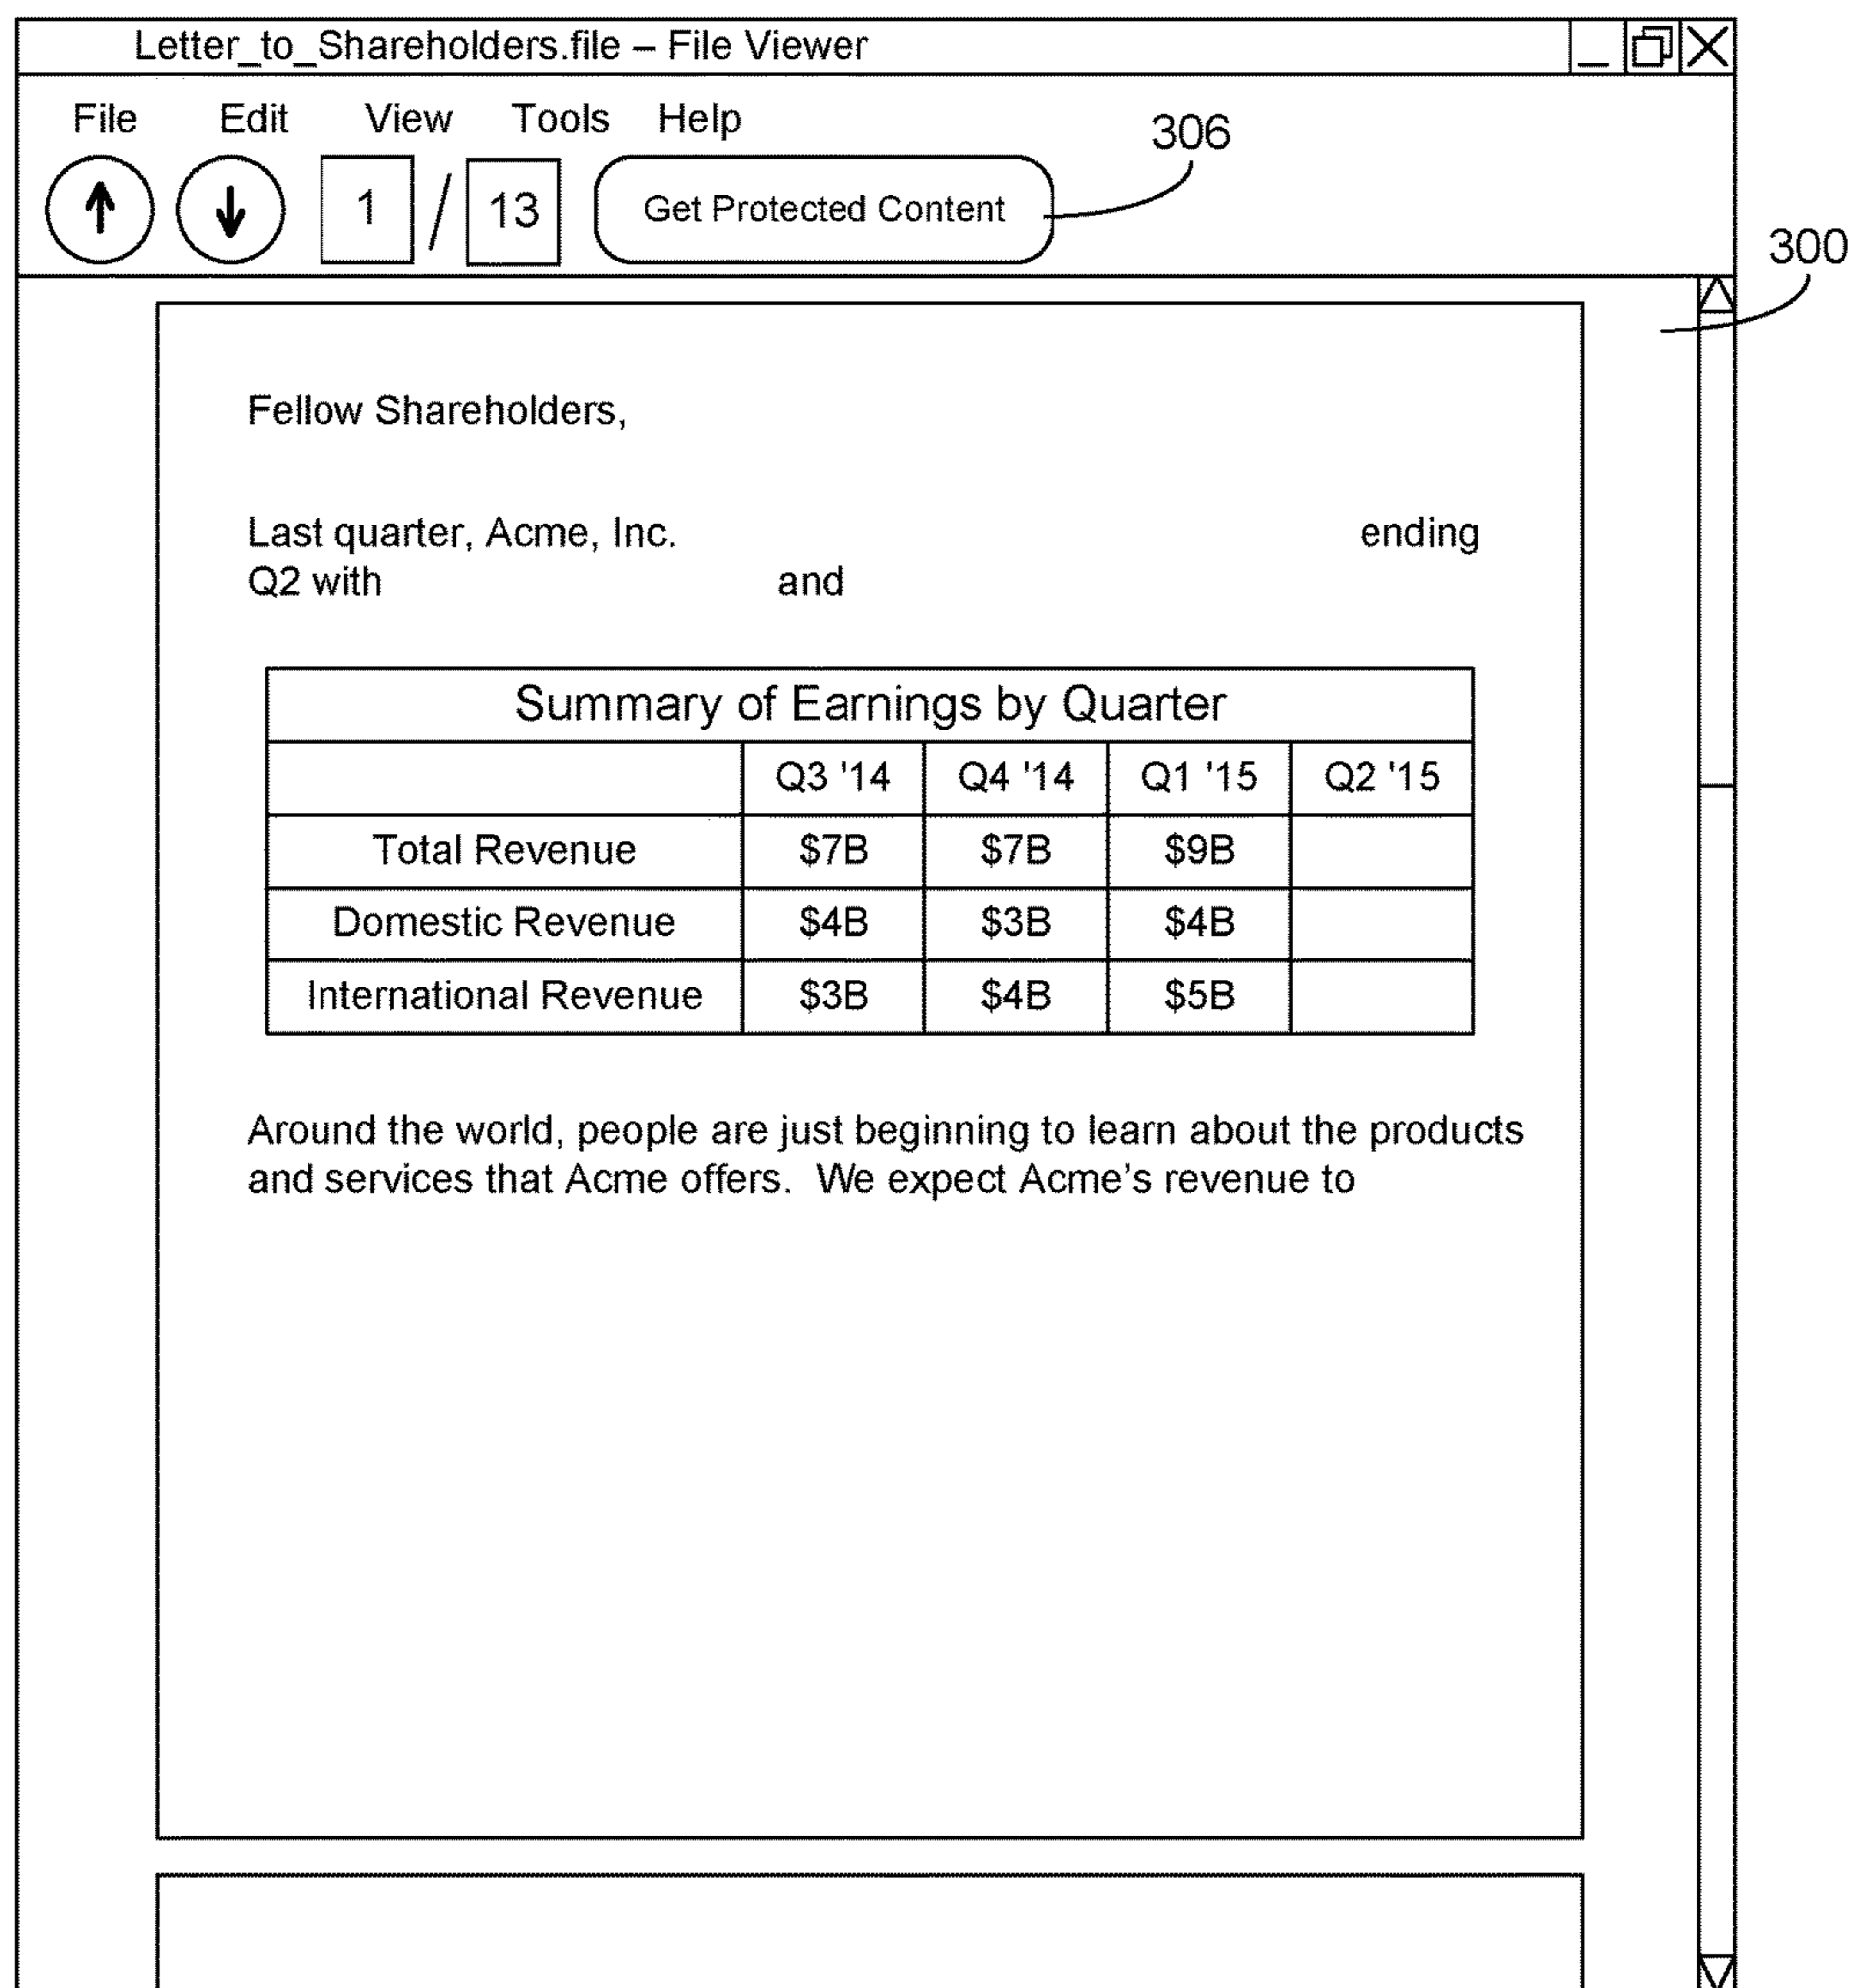 Letter_to_Shareholders.file – File Viewer
File Edit View Tools Help
306
1 / 13 Get Protected Content
300
Fellow Shareholders,
Last quarter, Acme, Inc. ending
Q2 with and
Summary of Earnings by Quarter
Q3 '14 Q4 '14 Q1 '15 Q2 '15
Total Revenue $7B $7B $9B
Domestic Revenue $4B $3B $4B
International Revenue $3B $4B $5B
Around the world, people are just beginning to learn about the products
and services that Acme offers.  We expect Acme’s revenue to